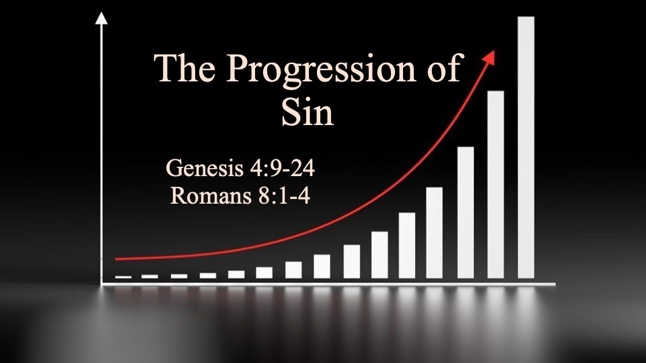 The Progression of
Sin
Genesis 4:9-24
Romans 8:1-4